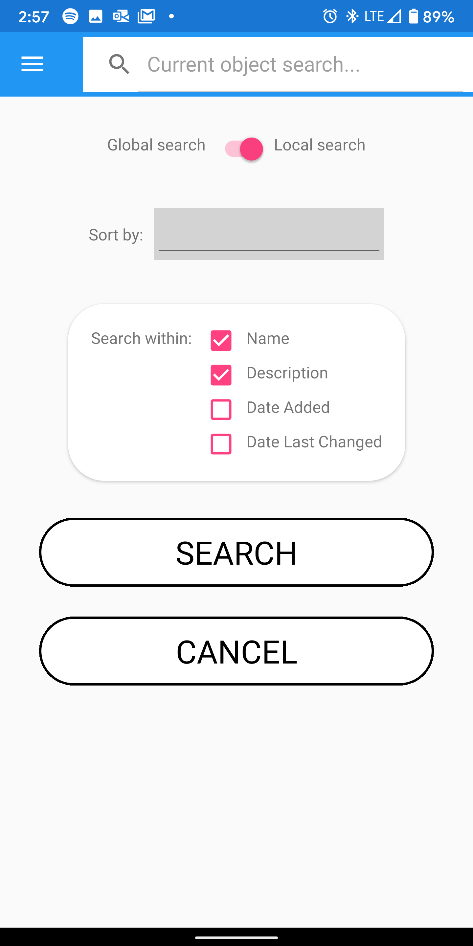 2:57 LTE 89%
Current object search...
Global search Local search
Sort by:
Search within: Name
Description
Date Added
Date Last Changed
SEARCH
CANCEL